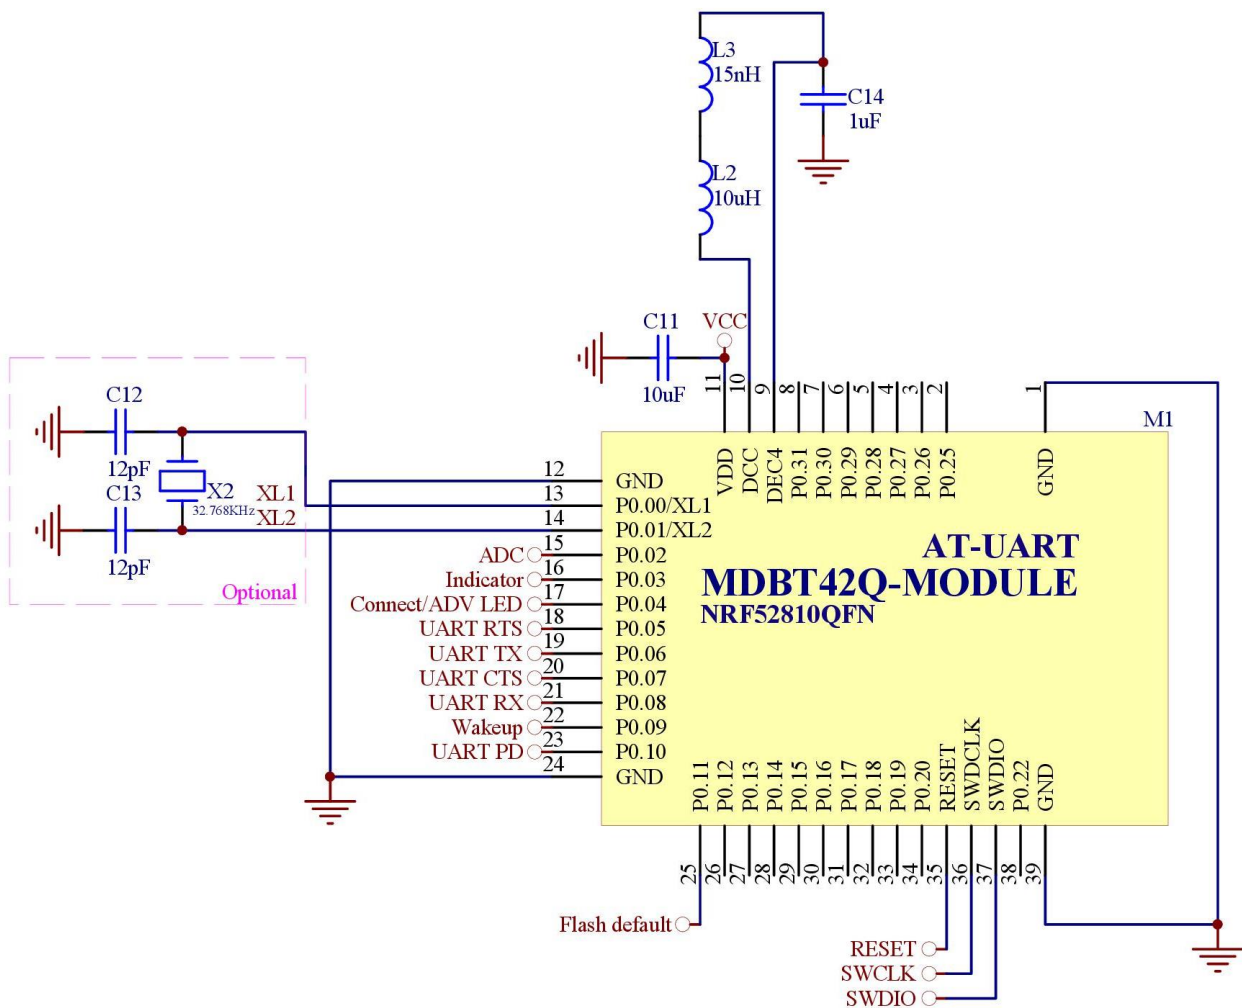 L3
15nH
C14
1uF
L2
10uH
C11
VCC
10uF
11
10
9
8
7
6
5
4
3
2
1
M1
VDD
DCC
DEC4
P0.31
P0.30
P0.29
P0.28
P0.27
P0.26
P0.25
GND
C12
12pF
C13
12pF
X2
32.768KHz
XL1
XL2
Optional
12 GND
13 P0.00/XL1
14 P0.01/XL2
ADC 15 P0.02
Indicator 16 P0.03
Connect/ADV LED 17 P0.04
UART RTS 18 P0.05
UART TX 19 P0.06
UART CTS 20 P0.07
UART RX 21 P0.08
Wakeup 22 P0.09
UART PD 23 P0.10
24 GND
AT-UART
MDBT42Q-MODULE
NRF52810QFN
P0.11
P0.12
P0.13
P0.14
P0.15
P0.16
P0.17
P0.18
P0.19
P0.20
RESET
SWDCLK
SWDIO
P0.22
GND
25
26
27
28
29
30
31
32
33
34
35
36
37
38
39
Flash default
RESET
SWCLK
SWDIO